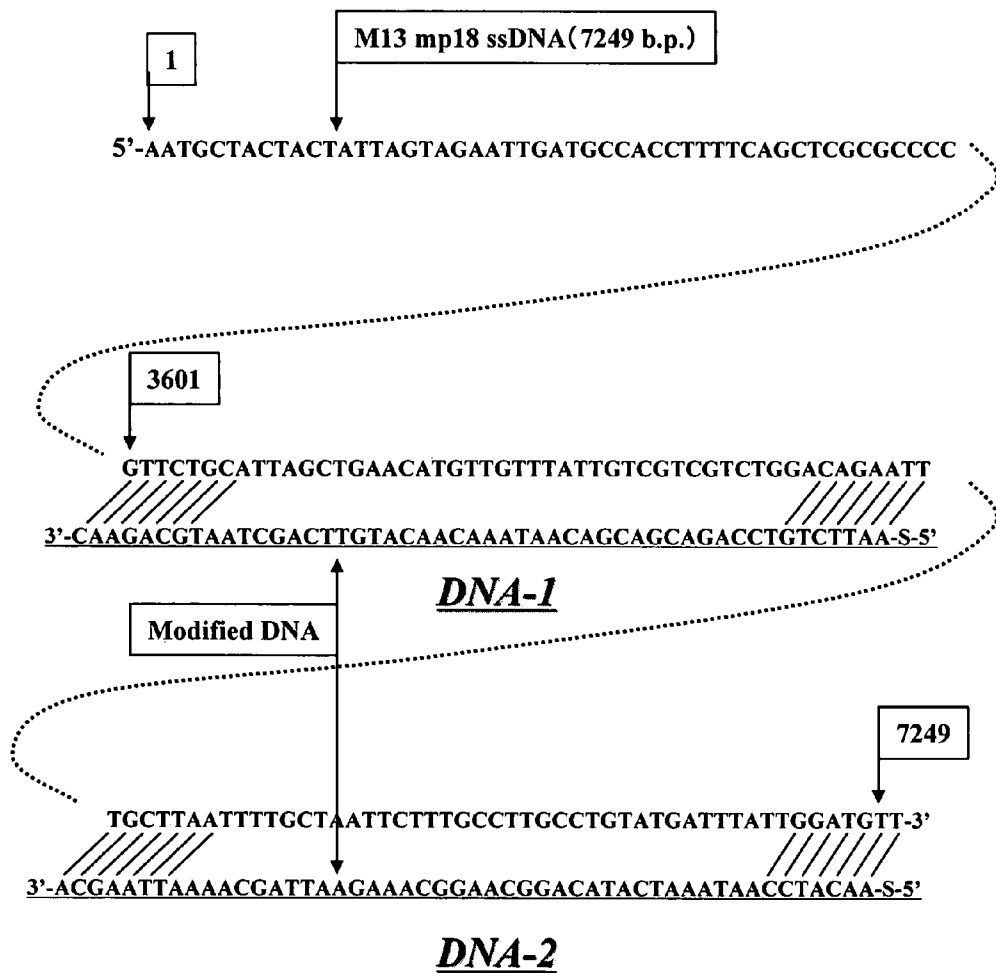 M13 mp18 ssDNA(7249 b.p.)
1
5’-AATGCTACTACTATTAGTAGAATTGATGCCACCTTTTCAGCTCGCGCCCC
3601
GTTCTGCATTAGCTGAACATGTTGTTTATTGTCGTCGTCTGGACAGAATT
3’-CAAGACGTAATCGACTTGTACAACAAATAACAGCAGCAGACCTGTCTTAA-S-5’
DNA-1
Modified DNA
7249
TGCTTAATTTTGCTAATTCTTTGCCTTGCCTGTATGATTTATTGGATGTT-3’
3’-ACGAATTAAAACGATTAAGAAACGGAACGGACATACTAAATAACCTACAA-S-5’
DNA-2